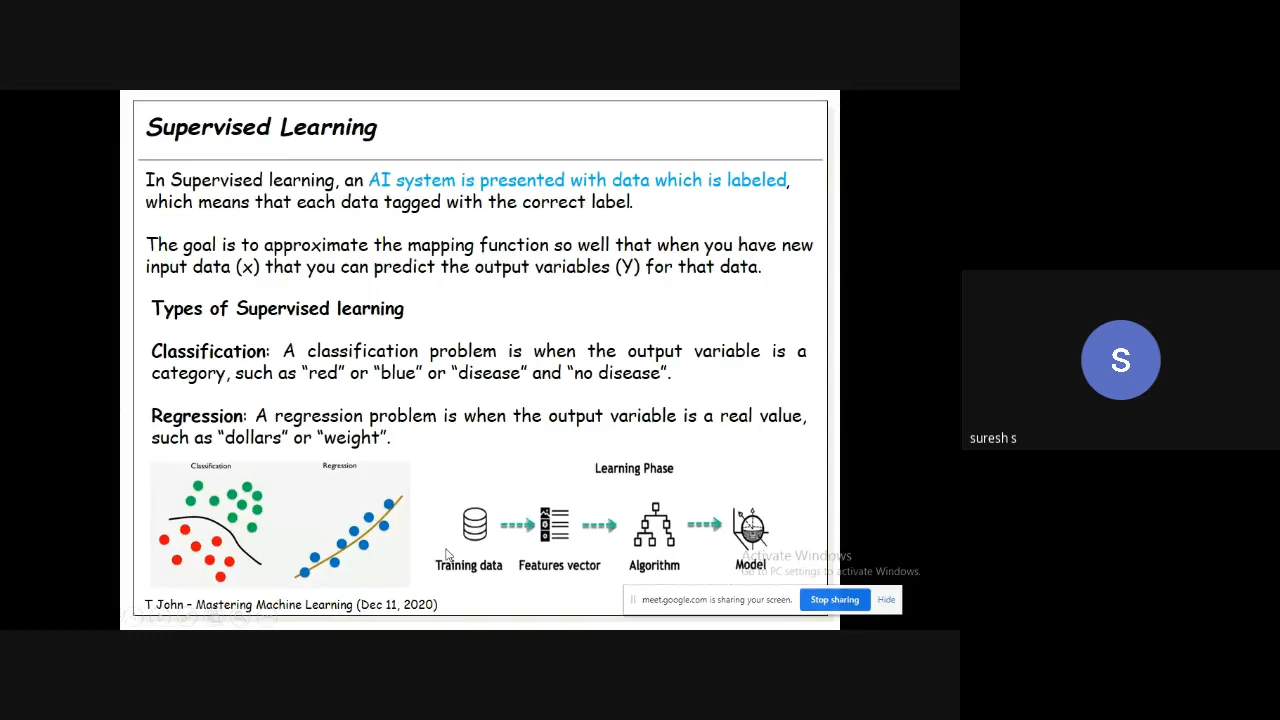 Supervised Learning
In Supervised learning, an AI system is presented with data which is labeled,
which means that each data tagged with the correct label.
The goal is to approximate the mapping function so well that when you have new
input data (x) that you can predict the output variables (Y) for that data.
Types of Supervised learning
Classification: A classification problem is when the output variable is a
category, such as “red” or “blue” or “disease” and “no disease”.
Regression: A regression problem is when the output variable is a real value,
such as “dollars” or “weight”.
Classification
Regression
Learning Phase
Training data
Features vector
Algorithm
Model
T John – Mastering Machine Learning (Dec 11, 2020)
Activate Windows
Go to PC settings to activate Windows.
meet.google.com is sharing your screen.
Stop sharing
Hide
S
suresh s